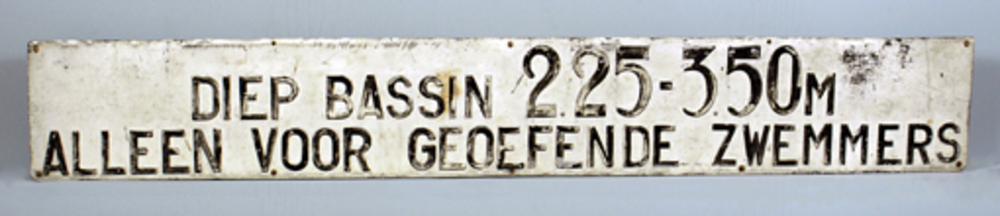 DIEP BASSIN 2.25-3.50M
ALLEEN VOOR GEOEFENDE ZWEMMERS